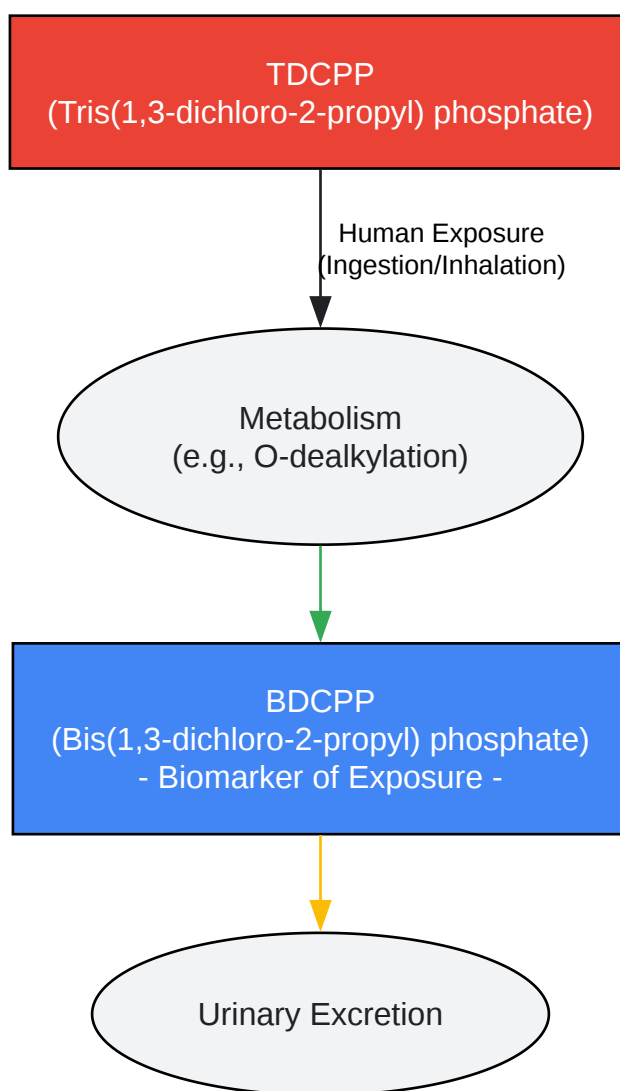 TDCPP
(Tris(1,3-dichloro-2-propyl) phosphate)
Human Exposure
(Ingestion/Inhalation)
Metabolism
(e.g., O-dealkylation)
BDCPP
(Bis(1,3-dichloro-2-propyl) phosphate)
- Biomarker of Exposure -
Urinary Excretion